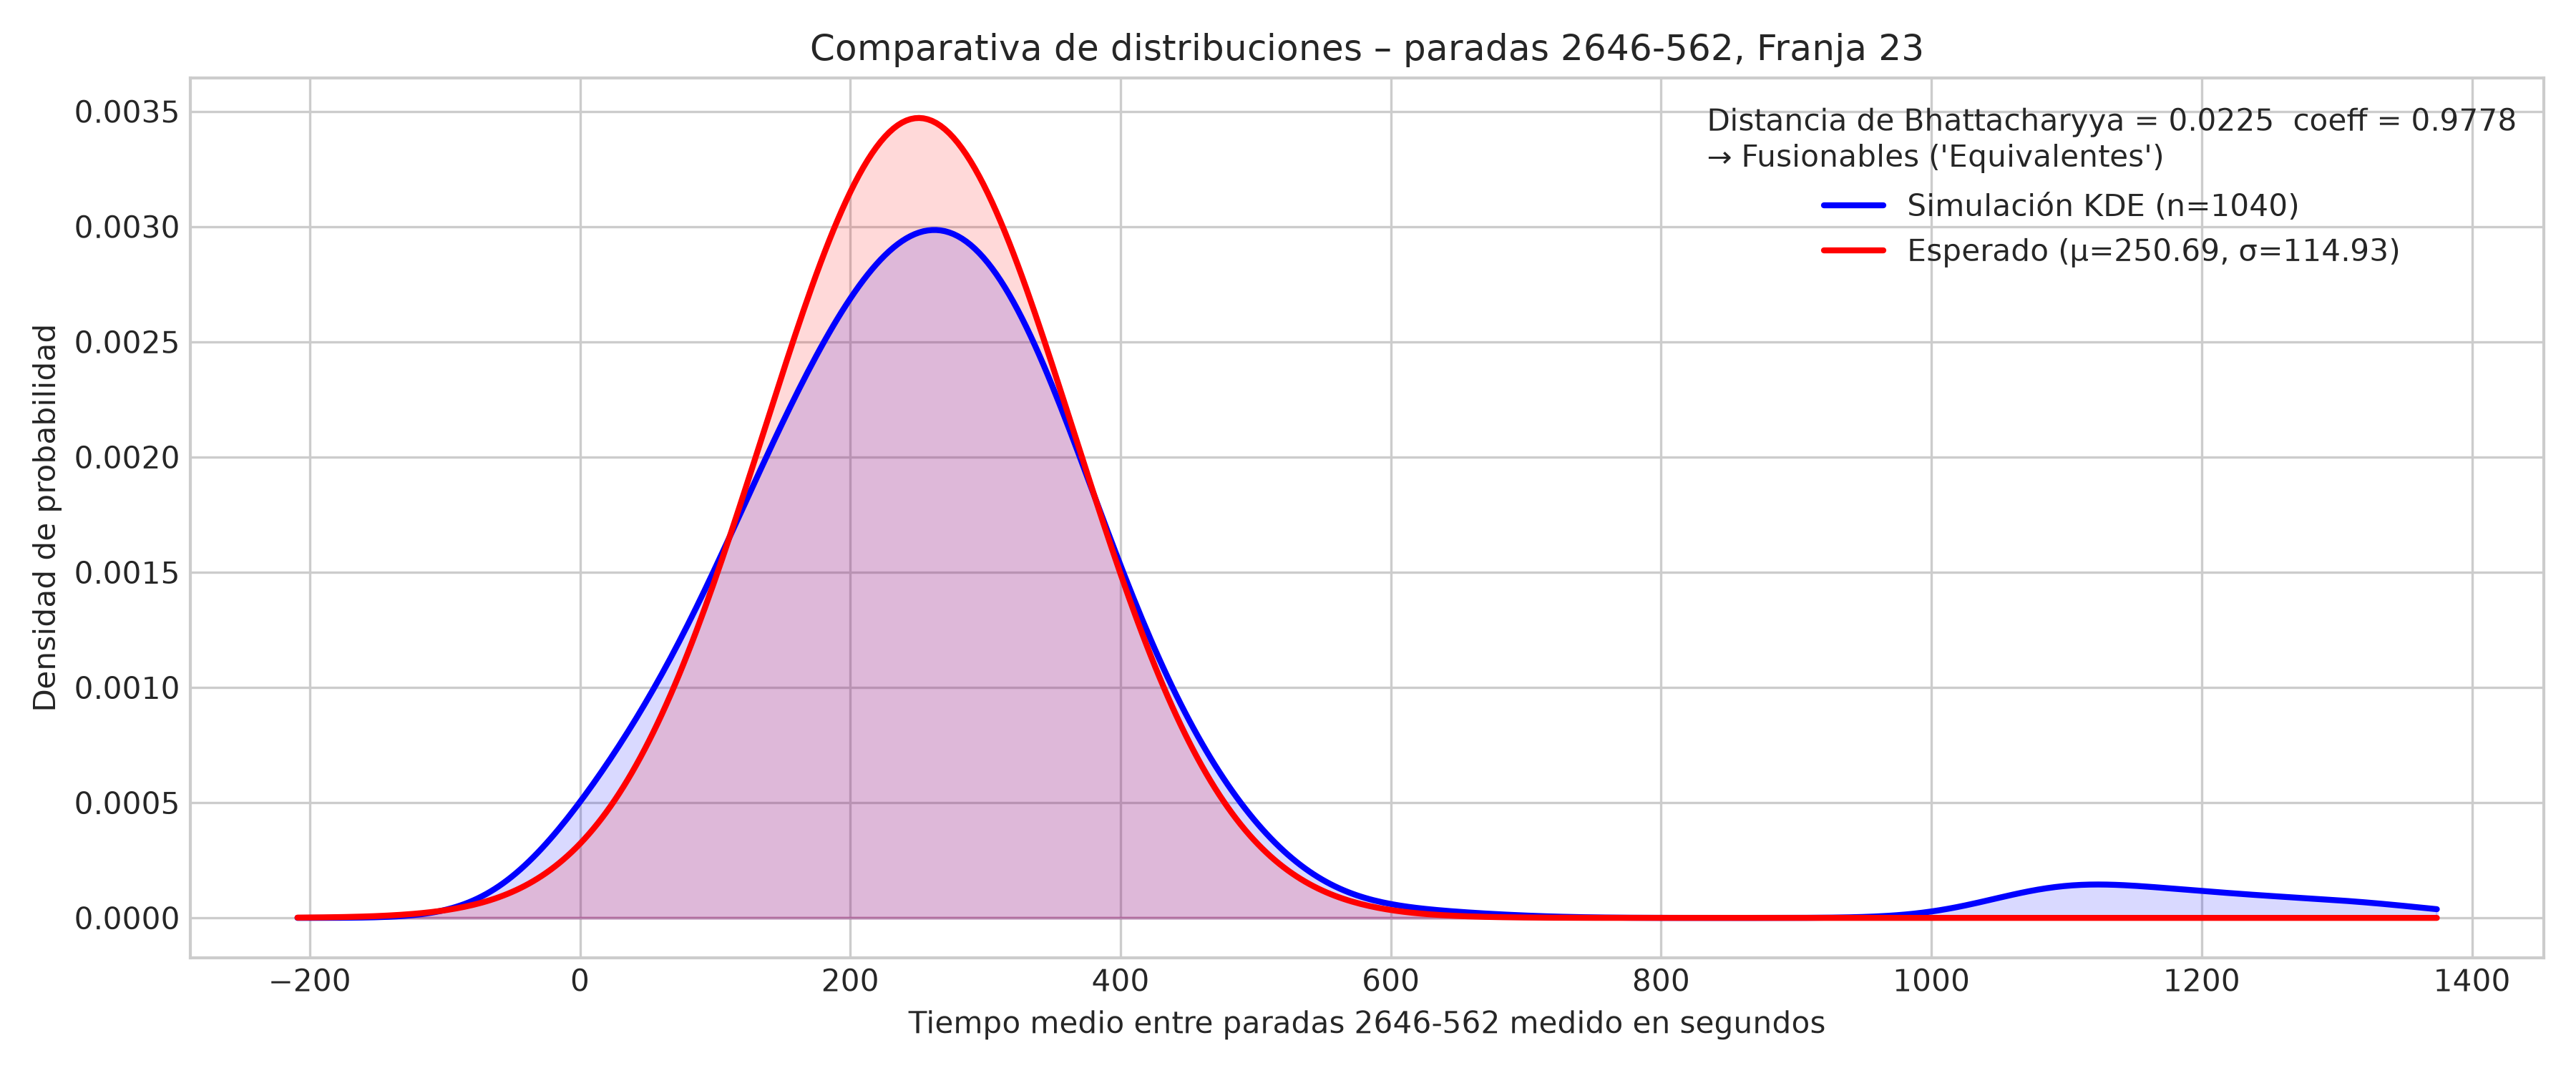 Comparativa de distribuciones – paradas 2646-562, Franja 23
Distancia de Bhattacharyya = 0.0225  coeff = 0.9778
→ Fusionables ('Equivalentes')
Simulación KDE (n=1040)
Esperado (μ=250.69, σ=114.93)
Densidad de probabilidad
0.0035
0.0030
0.0025
0.0020
0.0015
0.0010
0.0005
0.0000
−200 0 200 400 600 800 1000 1200 1400
Tiempo medio entre paradas 2646-562 medido en segundos